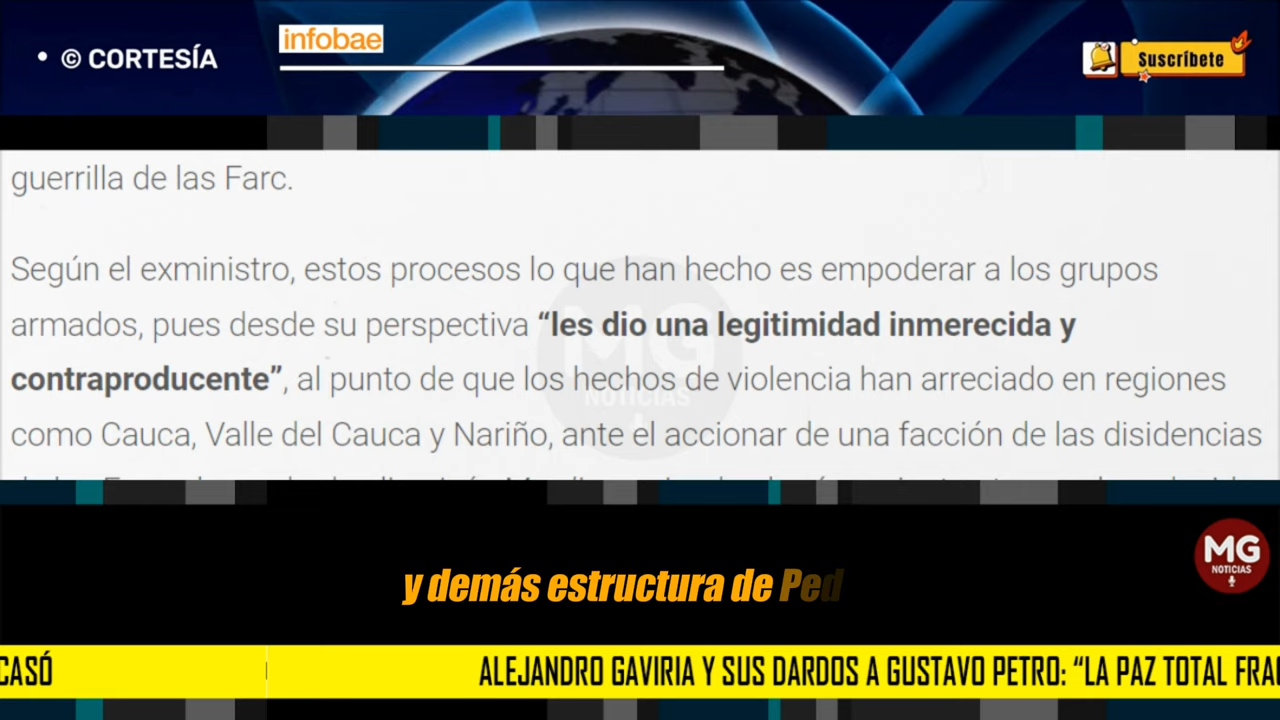 • © CORTESÍA
infobae
Suscríbete
guerrilla de las Farc.
Según el exministro, estos procesos lo que han hecho es empoderar a los grupos
armados, pues desde su perspectiva “les dio una legitimidad inmerecida y
contraproducente”, al punto de que los hechos de violencia han arreciado en regiones
como Cauca, Valle del Cauca y Nariño, ante el accionar de una facción de las disidencias
MG
NOTICIAS
y demás estructura de Ped
MG
NOTICIAS
CASÓ
ALEJANDRO GAVIRIA Y SUS DARDOS A GUSTAVO PETRO: “LA PAZ TOTAL FRAC